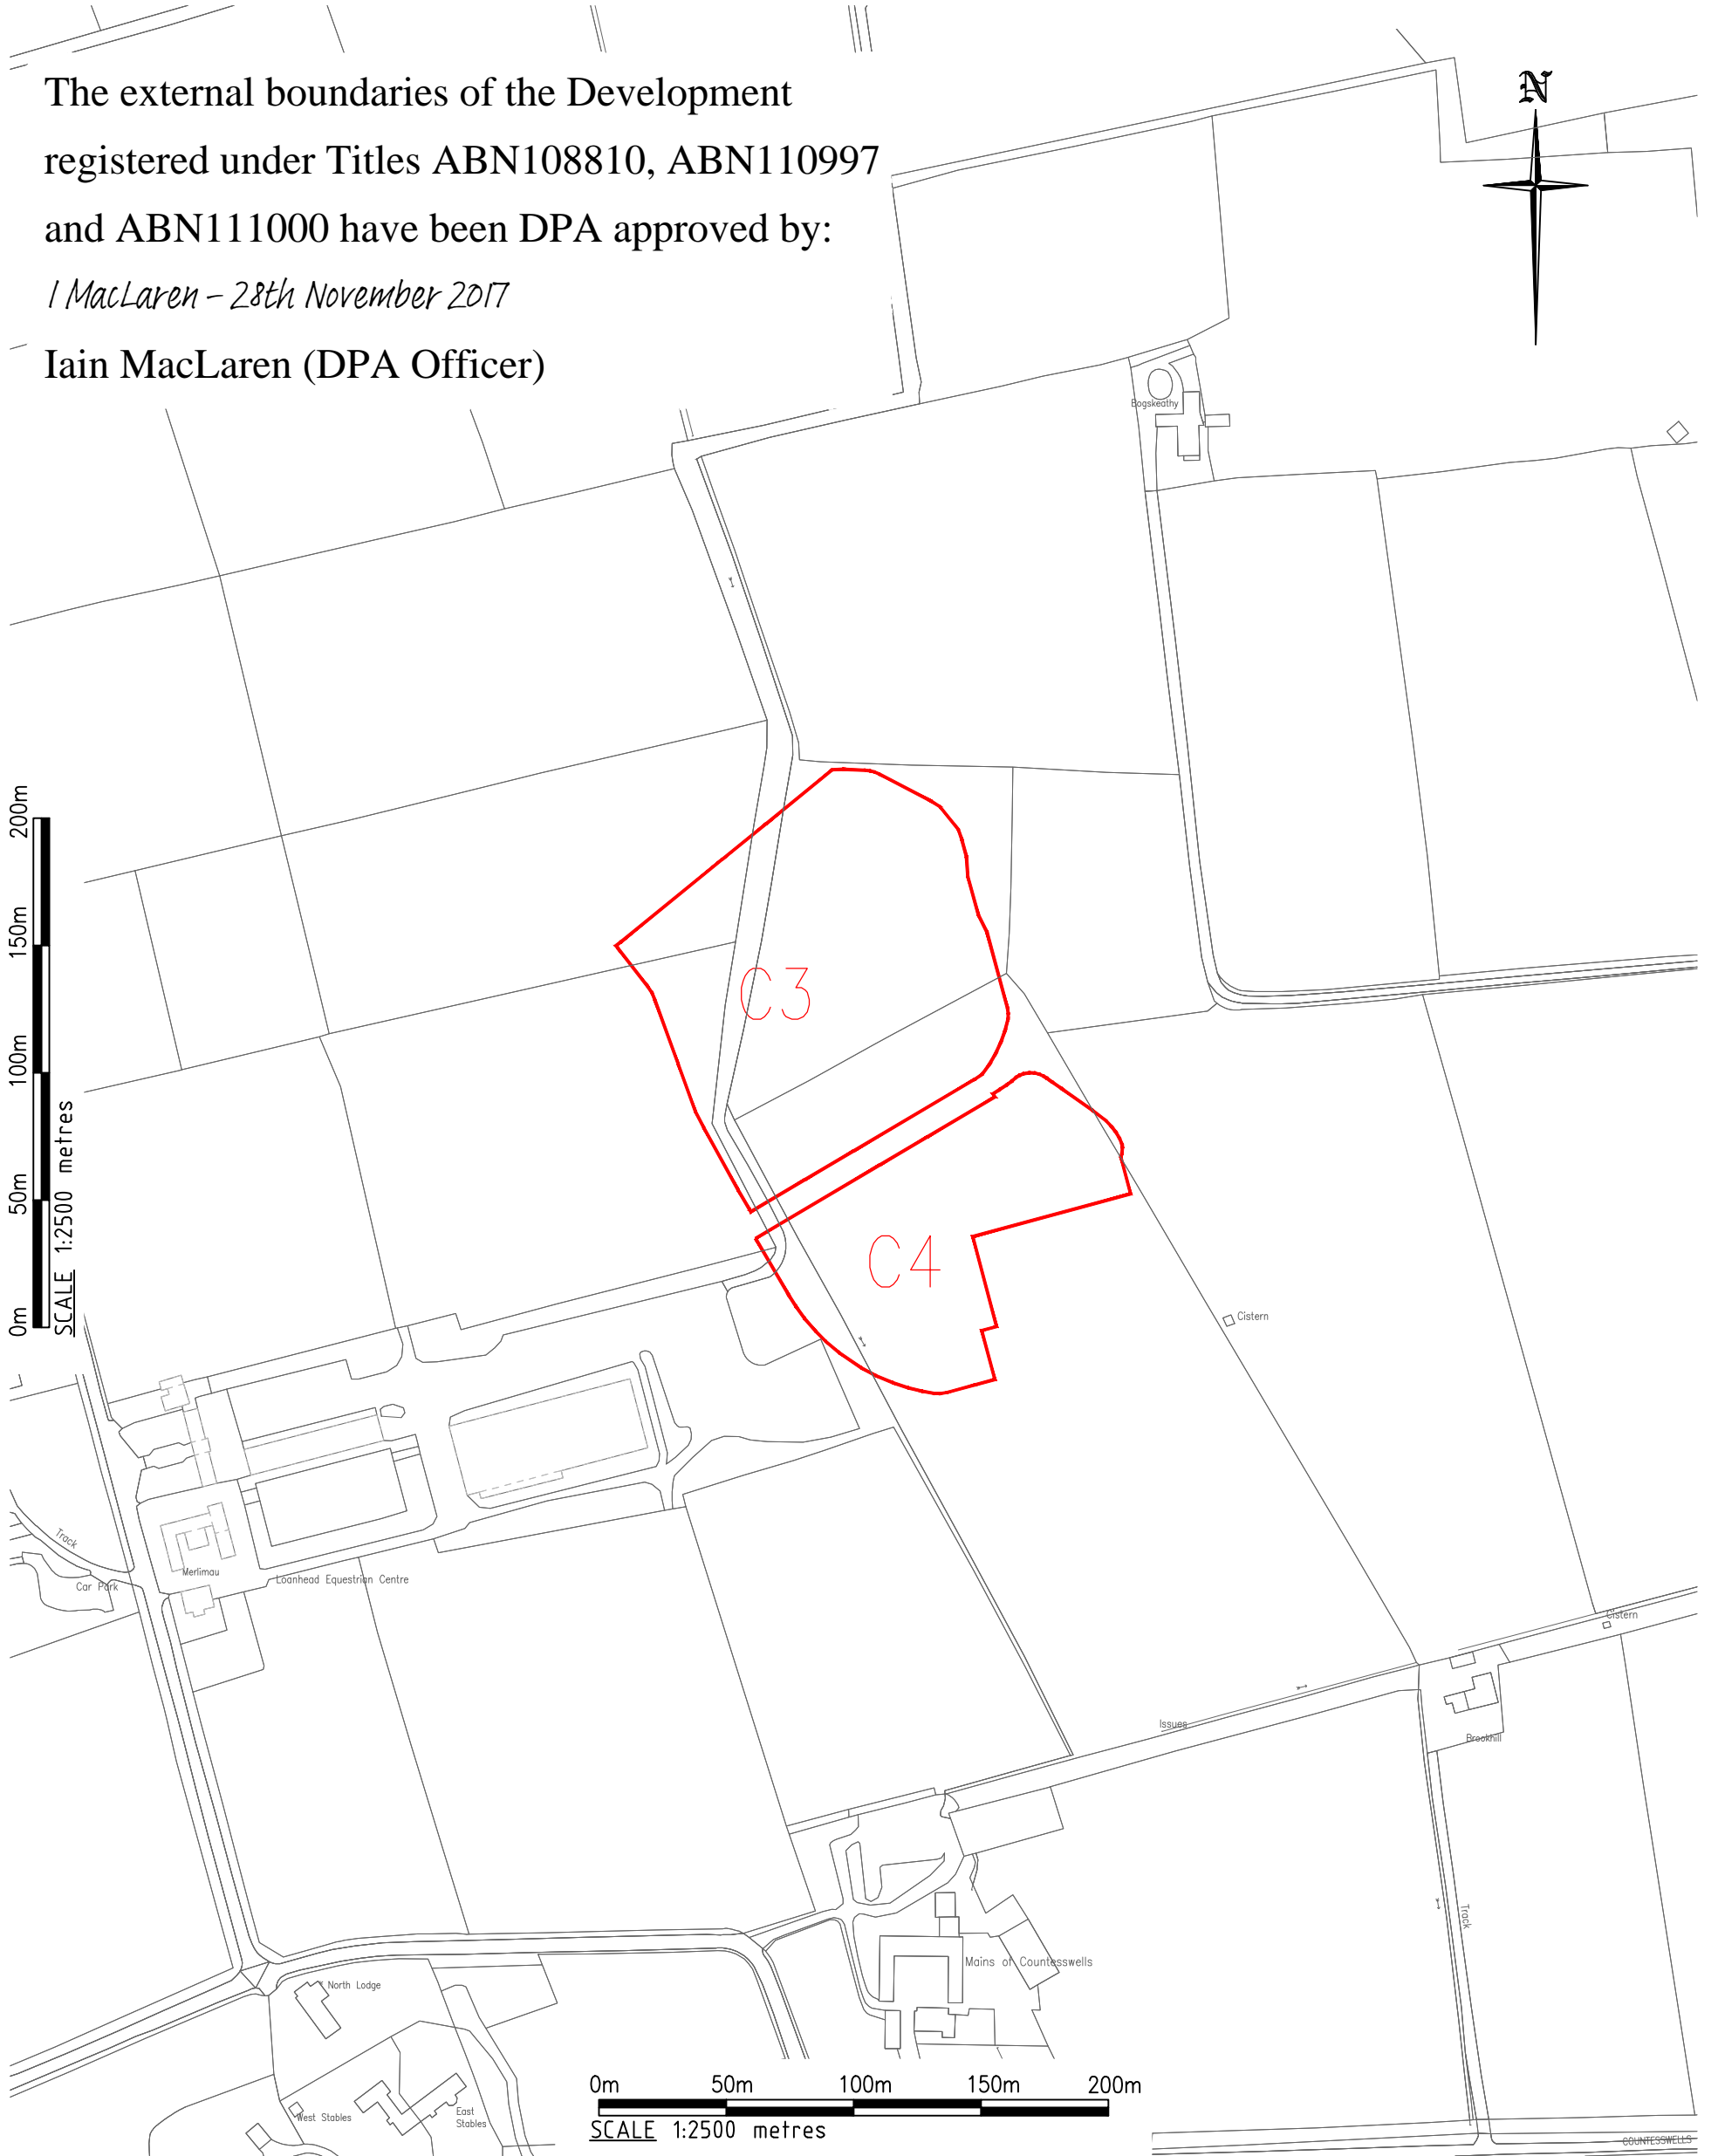 The external boundaries of the Development
registered under Titles ABN108810, ABN110997
and ABN111000 have been DPA approved by:
I MacLaren – 28th November 2017
Iain MacLaren (DPA Officer)
N
Bogskeathy
C3
C4
0m 50m 100m 150m 200m
SCALE 1:2500 metres
Cistern
Track
Car Park
Merlimau
Loanhead Equestrian Centre
Cistern
Issues
Brookhill
Track
Mains of Countesswells
North Lodge
West Stables
East
Stables
0m 50m 100m 150m 200m
SCALE 1:2500 metres
COUNTESSWELLS